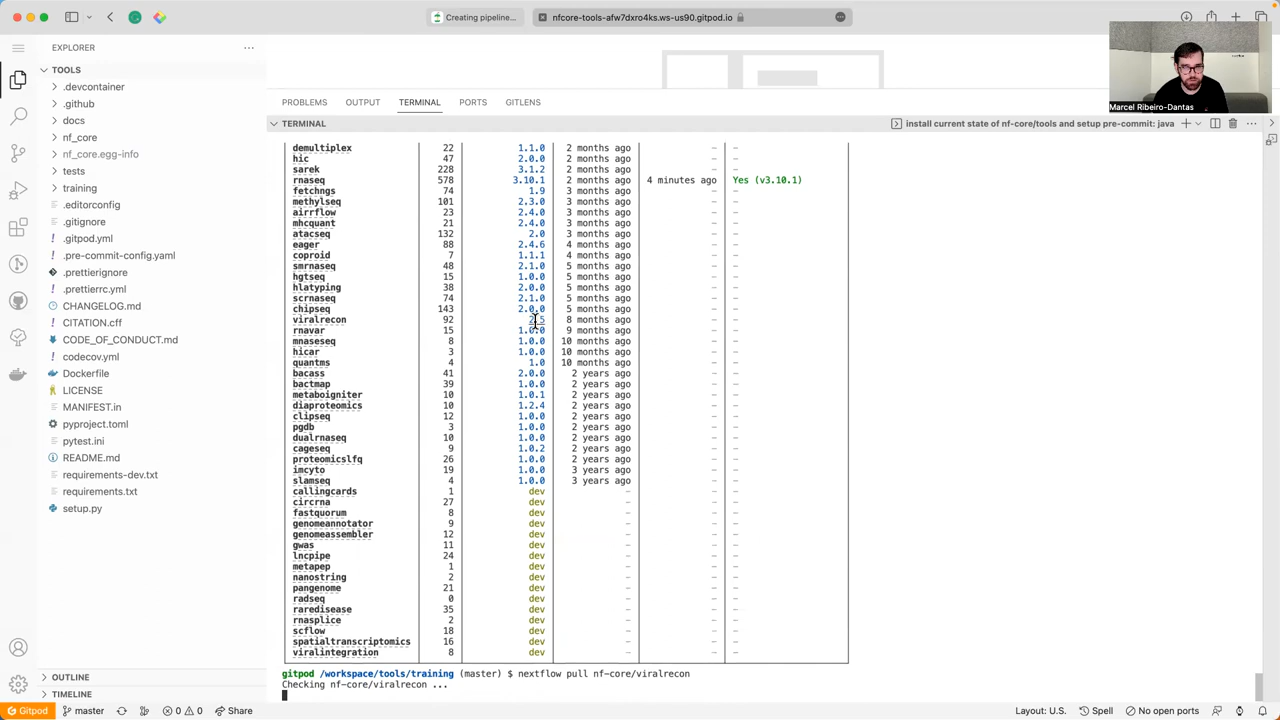 Creating pipeline...
nfcore-tools-afw7dxro4ks.ws-us90.gitpod.io
Marcel Ribeiro-Dantas
EXPLORER
TOOLS
.devcontainer
.github
docs
nf_core
nf_core.egg-info
tests
training
.editorconfig
.gitignore
.gitpod.yml
.pre-commit-config.yaml
.prettierignore
.prettierrc.yml
CHANGELOG.md
CITATION.cff
CODE_OF_CONDUCT.md
codecov.yml
Dockerfile
LICENSE
MANIFEST.in
pyproject.toml
pytest.ini
README.md
requirements-dev.txt
requirements.txt
setup.py
OUTLINE
TIMELINE
PROBLEMS OUTPUT TERMINAL PORTS GITLENS
TERMINAL
install current state of nf-core/tools and setup pre-commit: java
demultiplex 22 1.1.0 2 months ago - -
hic 47 2.0.0 2 months ago - -
sarek 228 3.1.2 2 months ago - -
rnaseq 578 3.10.1 2 months ago 4 minutes ago Yes (v3.10.1)
fetchngs 74 1.9 3 months ago - -
methylseq 101 2.3.0 3 months ago - -
airrflow 23 2.4.0 3 months ago - -
mhcquant 21 2.4.0 3 months ago - -
atacseq 132 2.0 3 months ago - -
eager 88 2.4.6 4 months ago - -
coproid 7 1.1.1 4 months ago - -
smrnaseq 48 2.1.0 5 months ago - -
hgtseq 15 1.0.0 5 months ago - -
hlatyping 38 2.0.0 5 months ago - -
scrnaseq 74 2.1.0 5 months ago - -
chipseq 143 2.0.0 5 months ago - -
viralrecon 92 2.5 8 months ago - -
rnavar 15 1.0.0 9 months ago - -
mnaseseq 8 1.0.0 10 months ago - -
hicar 3 1.0.0 10 months ago - -
quantms 4 1.0 10 months ago - -
bacass 41 2.0.0 2 years ago - -
bactmap 39 1.0.0 2 years ago - -
metaboigniter 10 1.0.1 2 years ago - -
diaproteomics 10 1.2.4 2 years ago - -
clipseq 12 1.0.0 2 years ago - -
pgdb 3 1.0.0 2 years ago - -
dualrnaseq 10 1.0.0 2 years ago - -
cageseq 9 1.0.2 2 years ago - -
proteomicslfq 26 1.0.0 2 years ago - -
imcyto 19 1.0.0 3 years ago - -
slamseq 4 1.0.0 3 years ago - -
callingcards 1 dev - - -
circrna 27 dev - - -
fastquorum 8 dev - - -
genomeannotator 9 dev - - -
genomeassembler 12 dev - - -
gwas 11 dev - - -
lncpipe 24 dev - - -
metapep 1 dev - - -
nanostring 2 dev - - -
pangenome 21 dev - - -
radseq 0 dev - - -
raredisease 35 dev - - -
rnasplice 2 dev - - -
scflow 18 dev - - -
spatialtranscriptomics 16 dev - - -
viralintegration 8 dev - - -
gitpod /workspace/tools/training (master) $ nextflow pull nf-core/viralrecon
Checking nf-core/viralrecon ...
Gitpod master 0 0 Share Layout: U.S. Spell No open ports